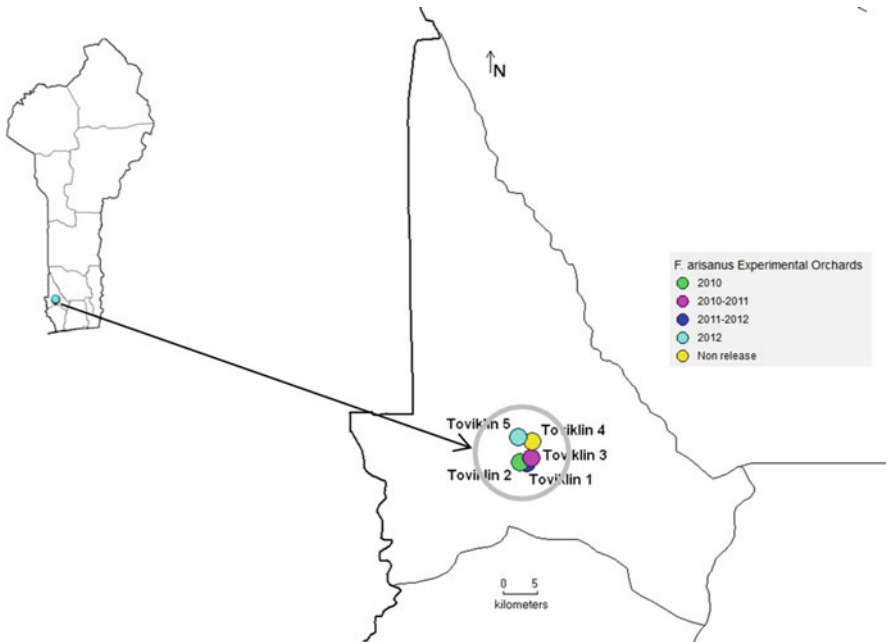 N
F. arisanus Experimental Orchards
2010
2010-2011
2011-2012
2012
Non release
Toviklin 5
Toviklin 4
Toviklin 3
Toviklin 2
Toviklin 1
0 5
kilometers